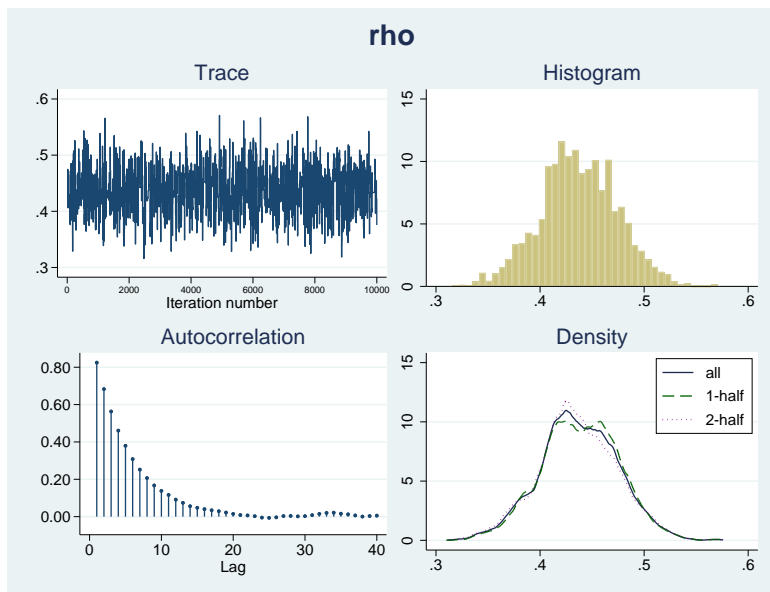 rho
Trace
.6
.5
.4
.3
0 2000 4000 6000 8000 10000
Iteration number
Histogram
15
10
5
0
.3 .4 .5 .6
Autocorrelation
0.80
0.60
0.40
0.20
0.00
0 10 20 30 40
Lag
Density
15
10
5
0
.3 .4 .5 .6
all
1-half
2-half